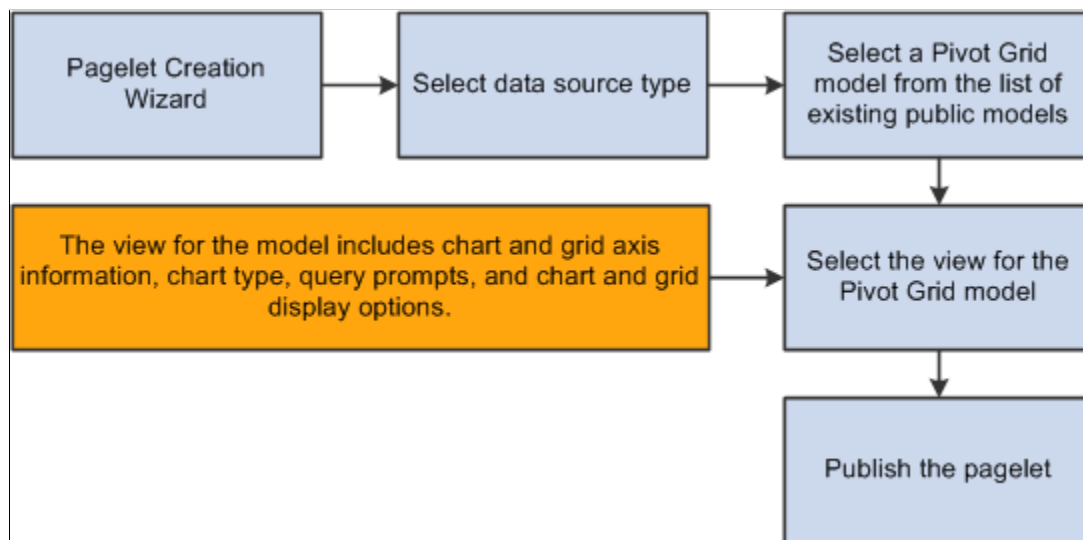 Pagelet Creation
Wizard
Select data source type
Select a Pivot Grid
model from the list of
existing public models
The view for the model includes chart and grid axis
information, chart type, query prompts, and chart and grid
display options.
Select the view for the
Pivot Grid model
Publish the pagelet